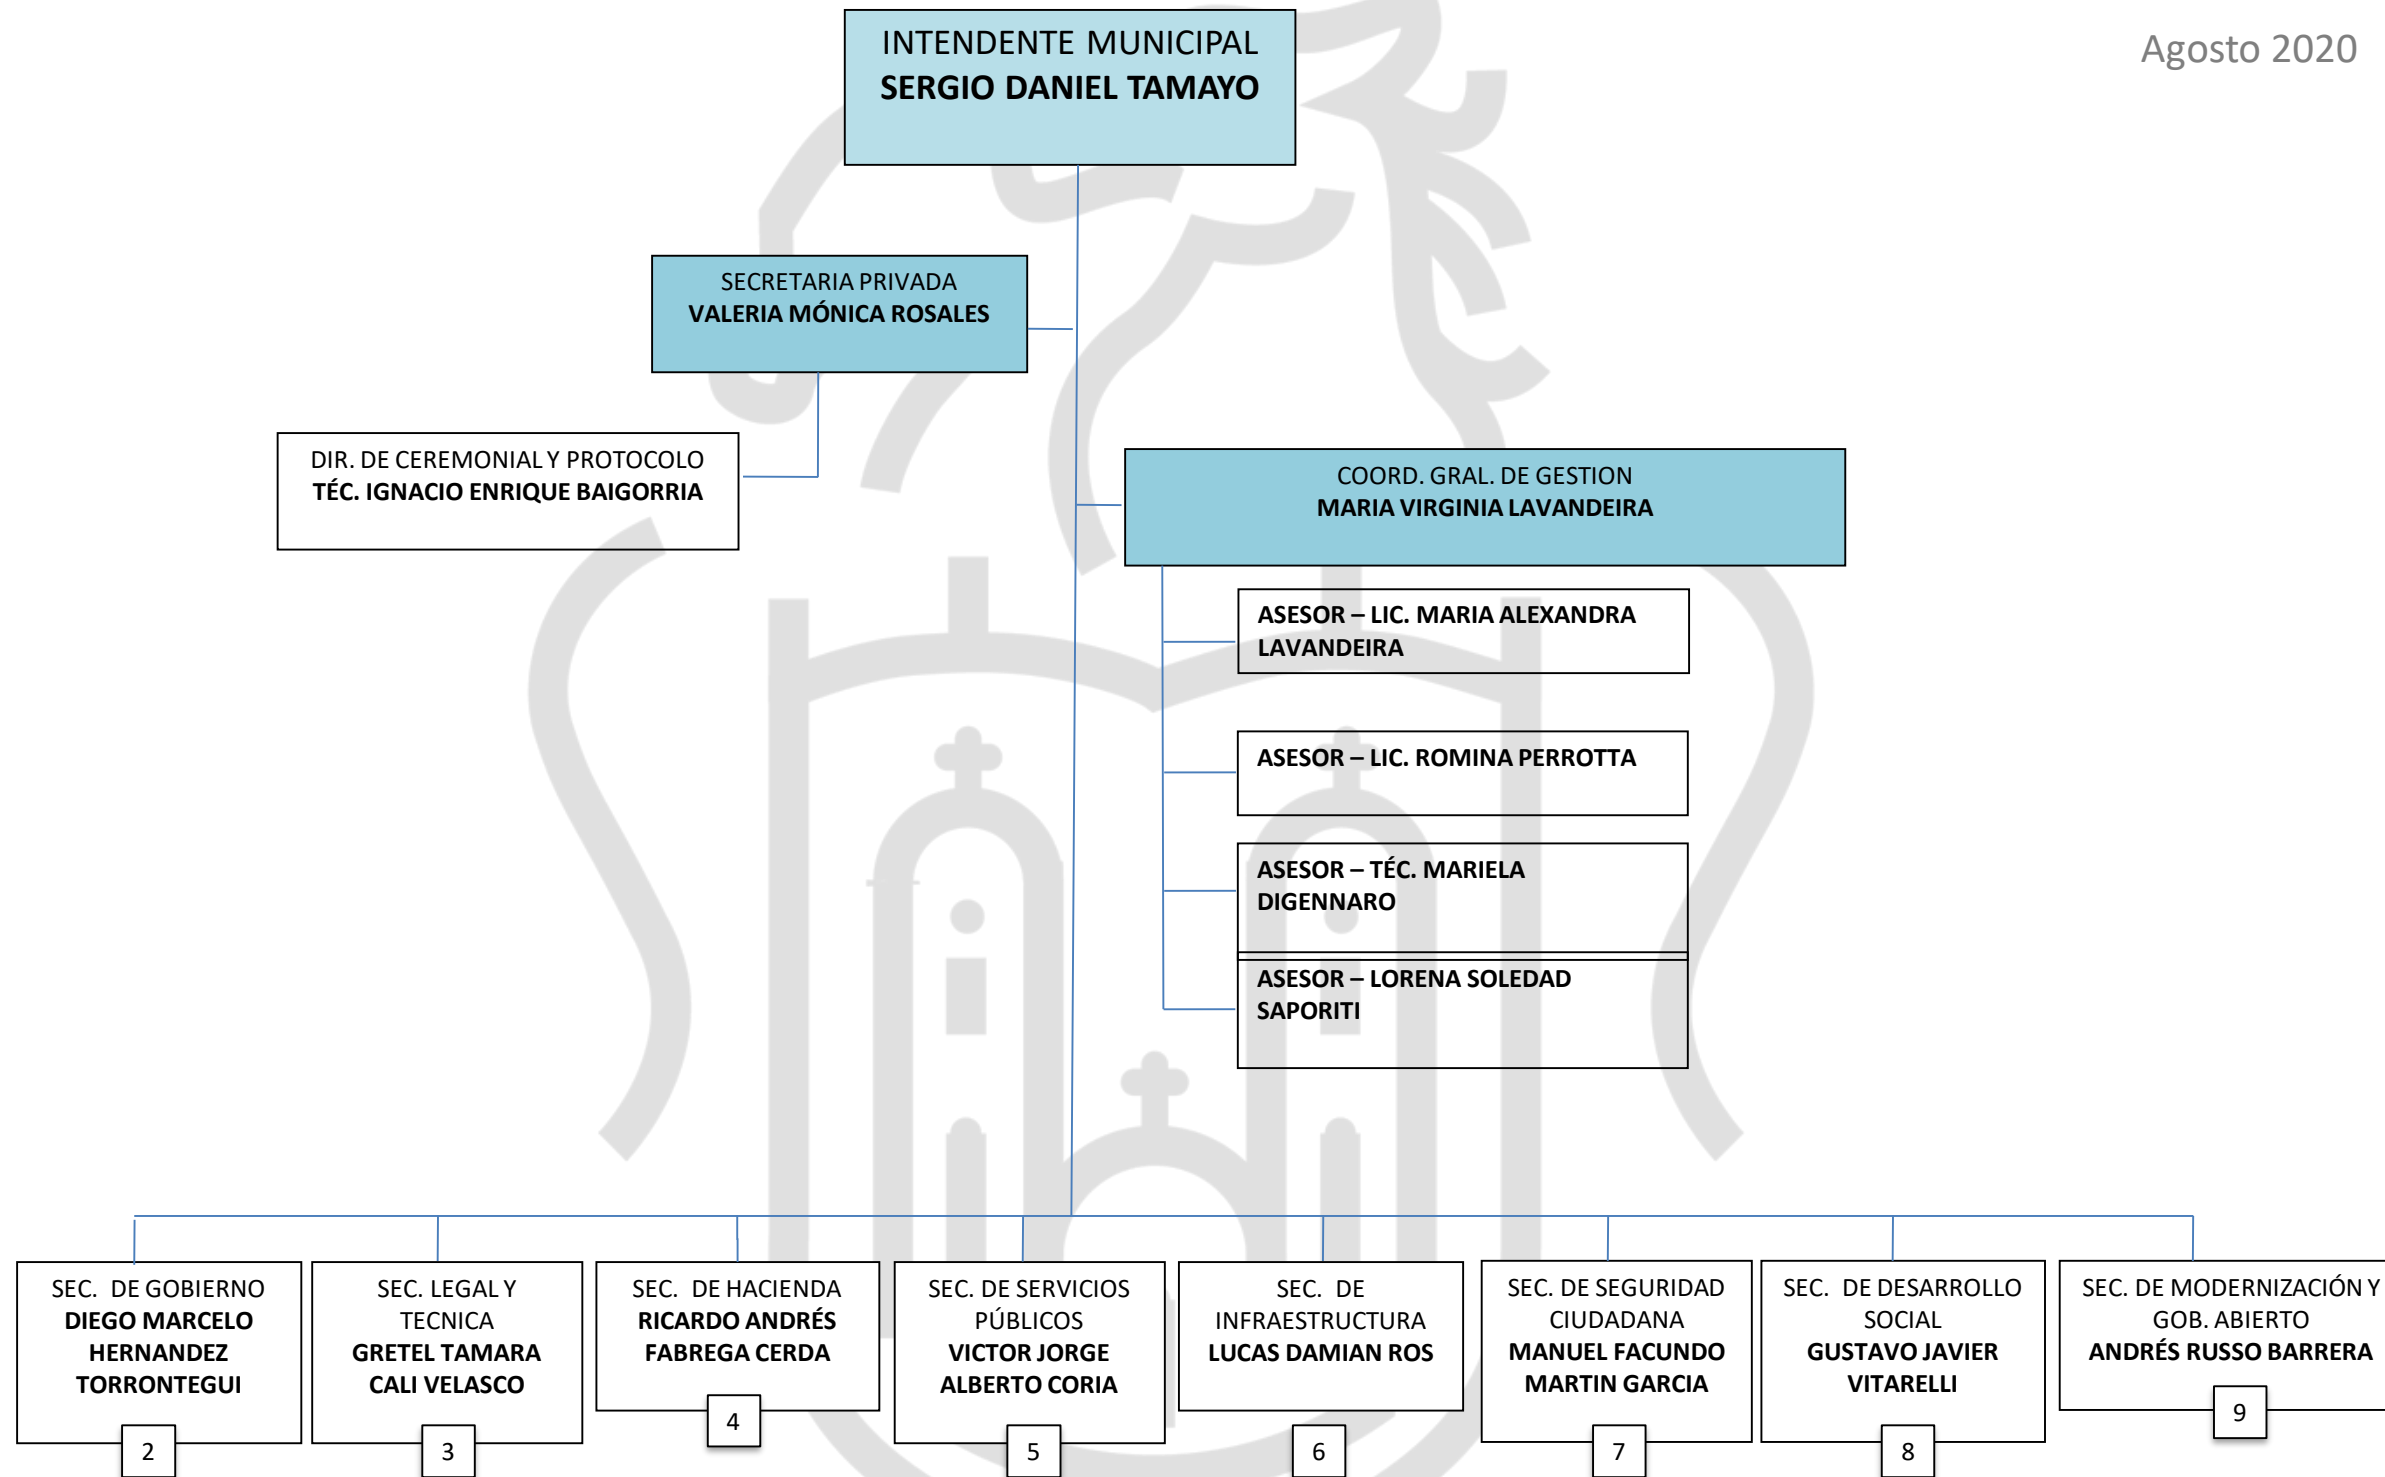 INTENDENTE MUNICIPAL
SERGIO DANIEL TAMAYO
Agosto 2020
SECRETARIA PRIVADA
VALERIA MÓNICA ROSALES
DIR. DE CEREMONIAL Y PROTOCOLO
TÉC. IGNACIO ENRIQUE BAIGORRIA
COORD. GRAL. DE GESTION
MARIA VIRGINIA LAVANDEIRA
ASESOR – LIC. MARIA ALEXANDRA
LAVANDEIRA
ASESOR – LIC. ROMINA PERROTTA
ASESOR – TÉC. MARIELA
DIGENNARO
ASESOR – LORENA SOLEDAD
SAPORITI
SEC. DE GOBIERNO
DIEGO MARCELO
HERNANDEZ
TORRONTEGUI
2
SEC. LEGAL Y
TECNICA
GRETEL TAMARA
CALI VELASCO
3
SEC. DE HACIENDA
RICARDO ANDRÉS
FABREGA CERDA
4
SEC. DE SERVICIOS
PÚBLICOS
VICTOR JORGE
ALBERTO CORIA
5
SEC. DE
INFRAESTRUCTURA
LUCAS DAMIAN ROS
6
SEC. DE SEGURIDAD
CIUDADANA
MANUEL FACUNDO
MARTIN GARCIA
7
SEC. DE DESARROLLO
SOCIAL
GUSTAVO JAVIER
VITARELLI
8
SEC. DE MODERNIZACIÓN Y
GOB. ABIERTO
ANDRÉS RUSSO BARRERA
9